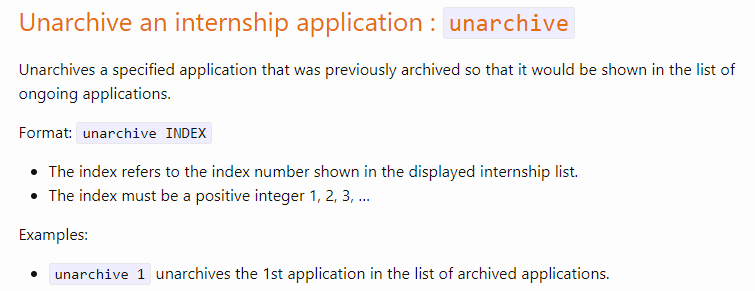 Unarchive an internship application : unarchive
Unarchives a specified application that was previously archived so that it would be shown in the list of
ongoing applications.
Format: unarchive INDEX
• The index refers to the index number shown in the displayed internship list.
• The index must be a positive integer 1, 2, 3, …
Examples:
• unarchive 1 unarchives the 1st application in the list of archived applications.